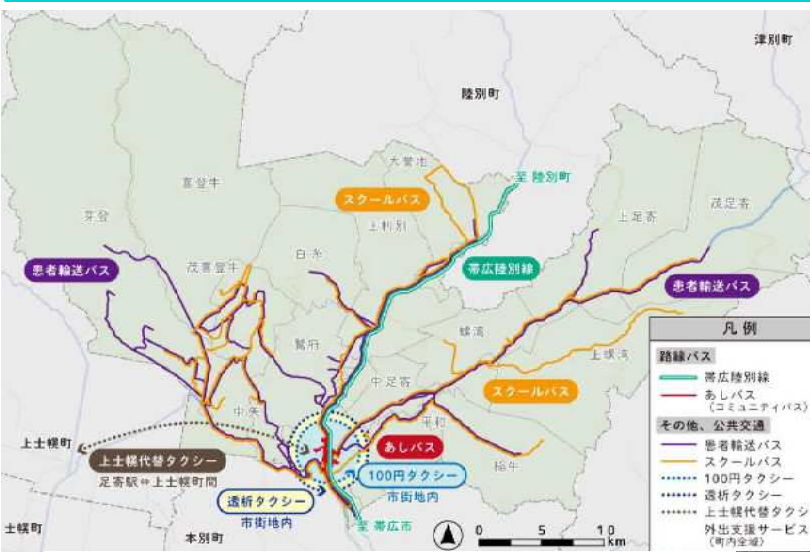 津別町
陸別町
大誉地
至 陸別町
喜登牛
スクールバス
茂足寄
芽登
上利別
上足寄
白糸
患者輸送バス
茂喜登牛
帯広陸別線
患者輸送バス
螺湾
鷲府
上螺湾
中足寄
スクールバス
中矢
平和
上士幌町
あしバス
上士幌代替タクシー
足寄駅⇔上士幌町間
100円タクシー
市街地内
稲牛
透析タクシー
市街地内
士幌町
本別町
至 帯広市
0 5 10
km
凡例
路線バス
帯広陸別線
あしバス
(コミュニティバス)
その他、公共交通
患者輸送バス
スクールバス
100円タクシー
透析タクシー
上士幌代替タクシ
外出支援サービス
(町内全域)